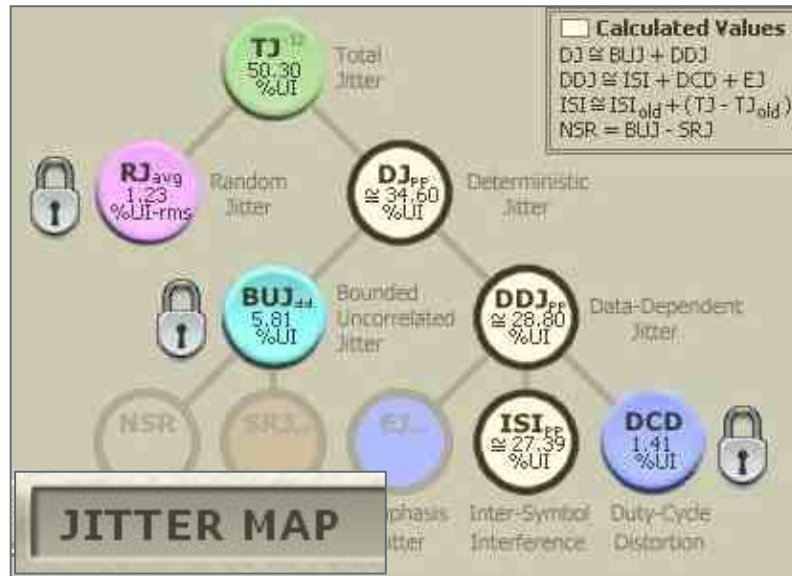 TJ-12
50.30
%UI
Total
Jitter
Calculated Values
DJ ≅ BUJ + DDJ
DDJ ≅ ISI + DCD + EJ
ISI ≅ ISIold + (TJ - TJold)
NSR = BUJ - SRJ
RJavg
1.23
%UI-rms
Random
Jitter
DJpp
≅ 34.60
%UI
Deterministic
Jitter
BUJdd
5.81
%UI
Bounded
Uncorrelated
Jitter
DDJpp
≅ 28.80
%UI
Data-Dependent
Jitter
NSR
SRJ
EJ
ISIpp
≅ 27.39
%UI
DCD
1.41
%UI
Inter-Symbol
Interference
Duty-Cycle
Distortion
JITTER MAP